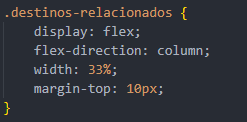 .destinos-relacionados {
    display: flex;
    flex-direction: column;
    width: 33%;
    margin-top: 10px;
}